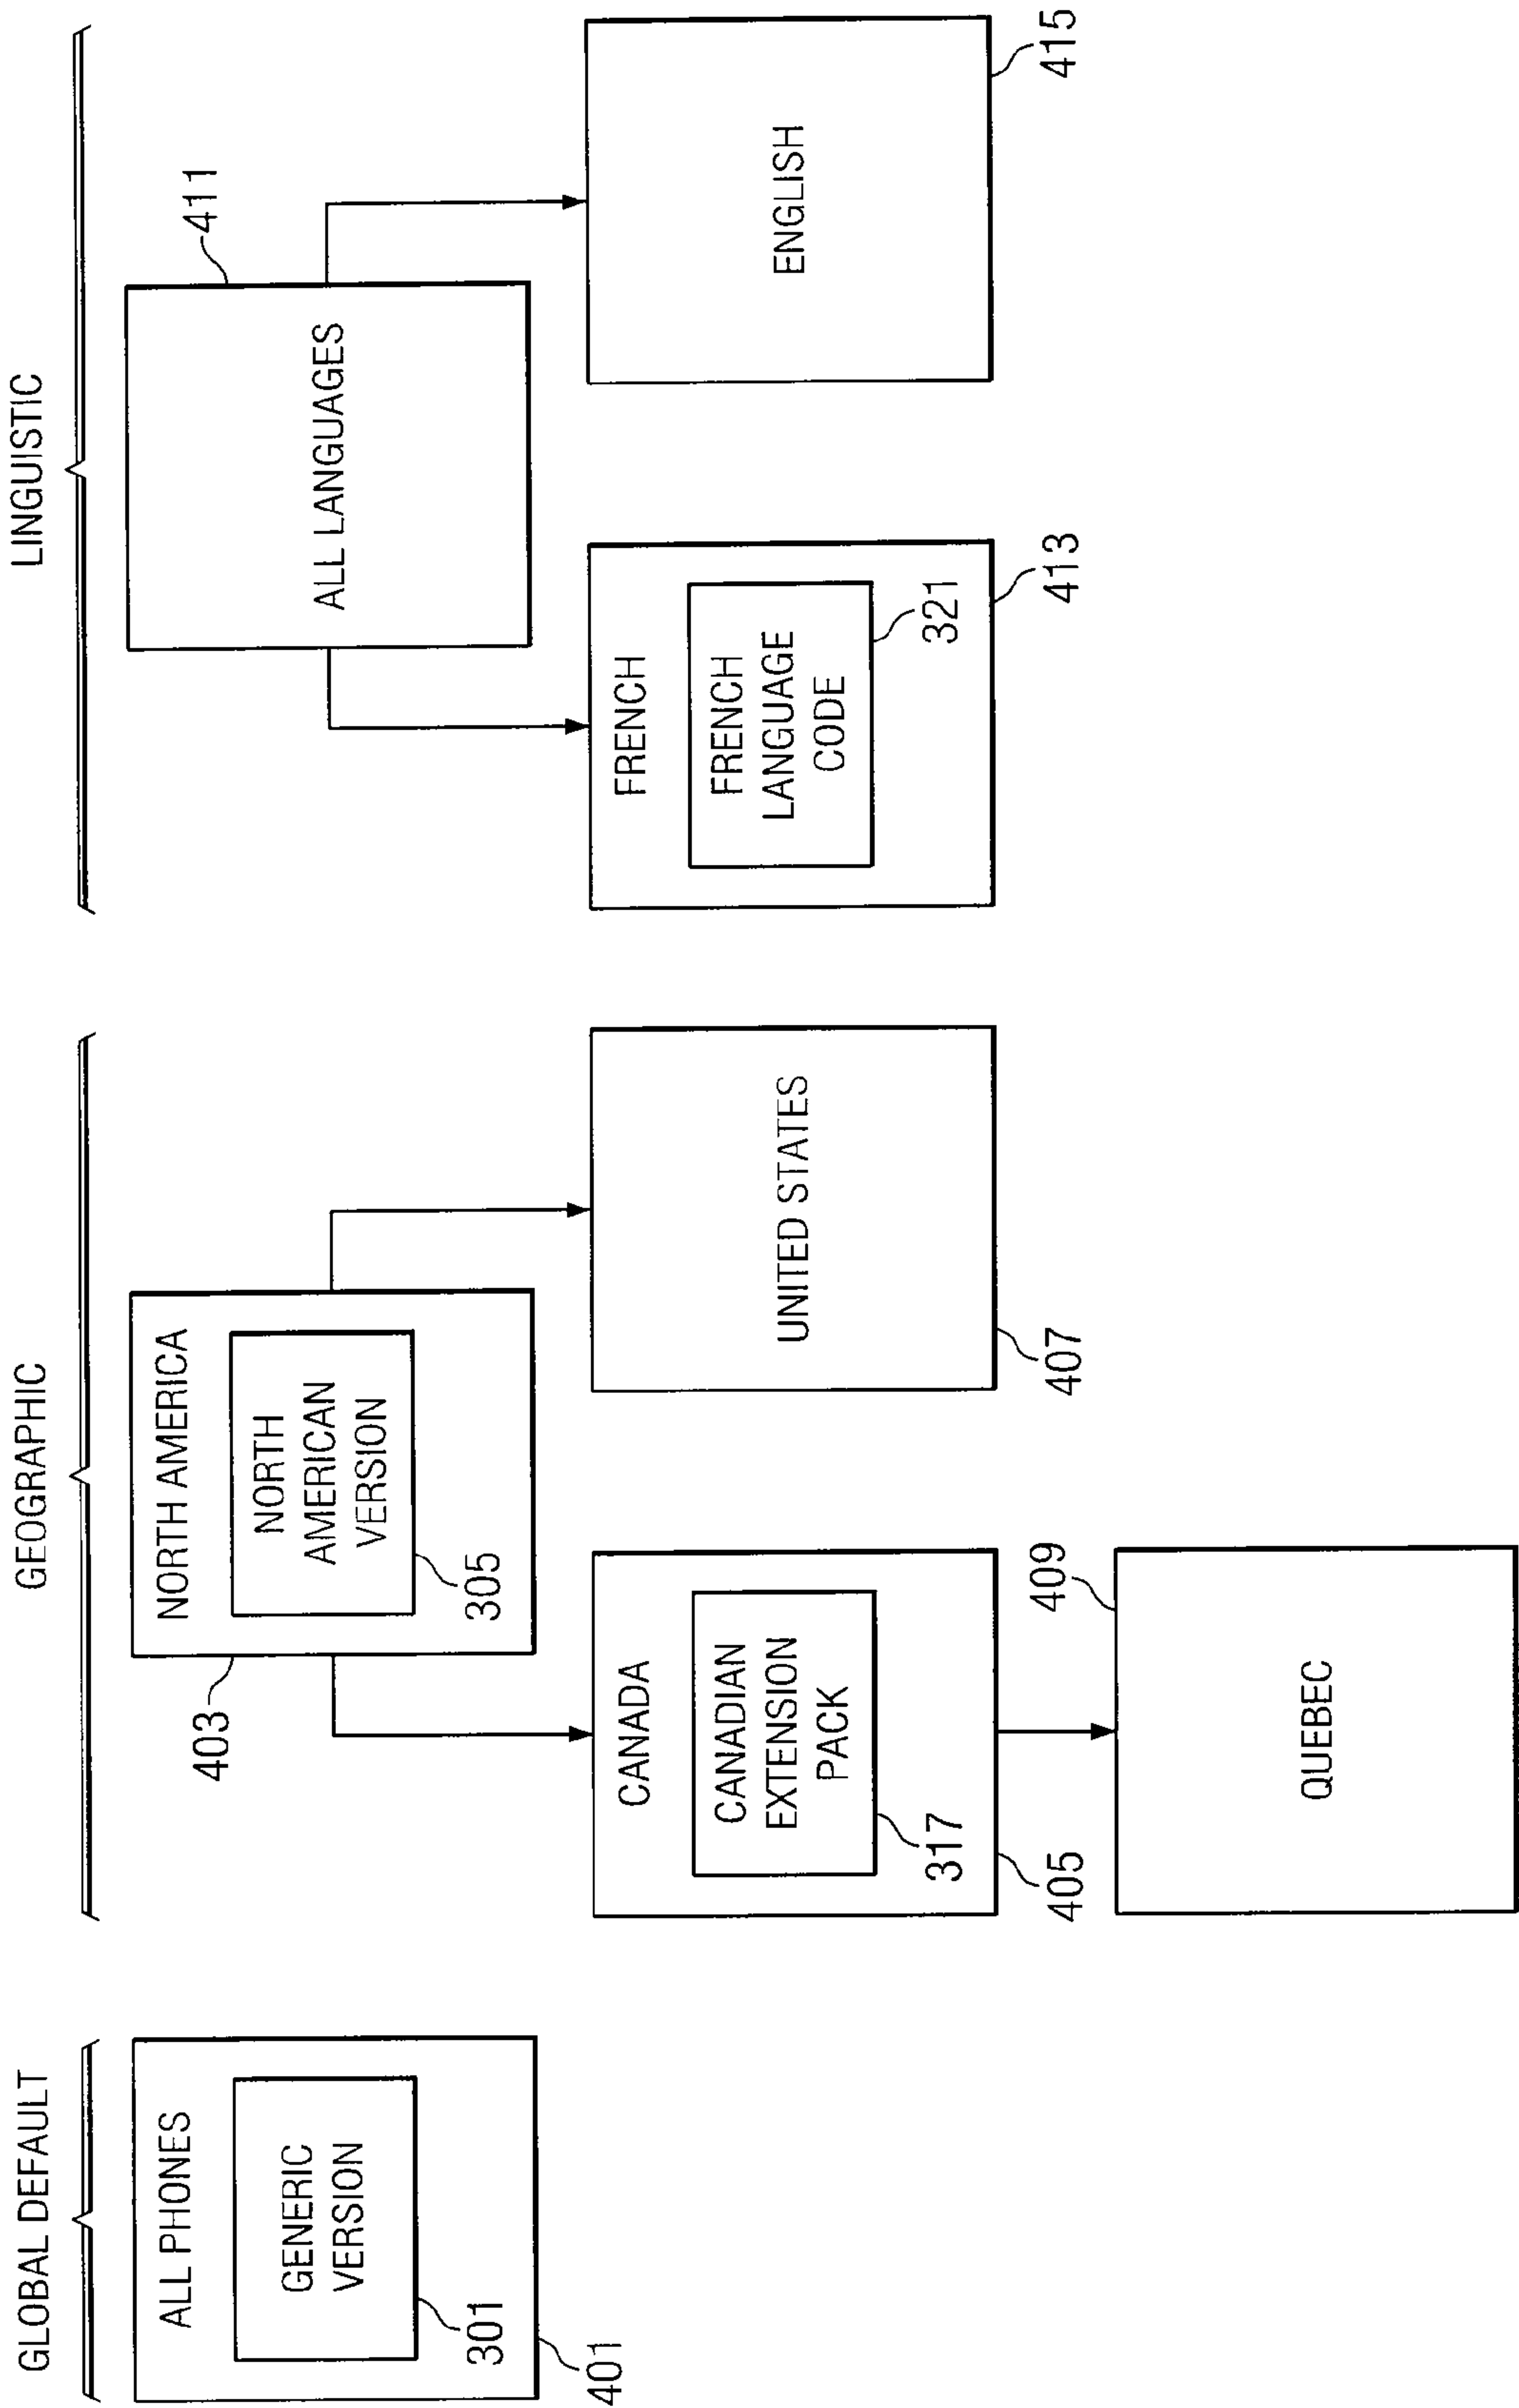 GLOBAL DEFAULT
ALL PHONES
GENERIC
VERSION
301
401
GEOGRAPHIC
NORTH AMERICA
NORTH
AMERICAN
VERSION
305
403
CANADA
CANADIAN
EXTENSION
PACK
317
405
UNITED STATES
407
409
QUEBEC
LINGUISTIC
411
ALL LANGUAGES
FRENCH
FRENCH
LANGUAGE
CODE
321
413
ENGLISH
415